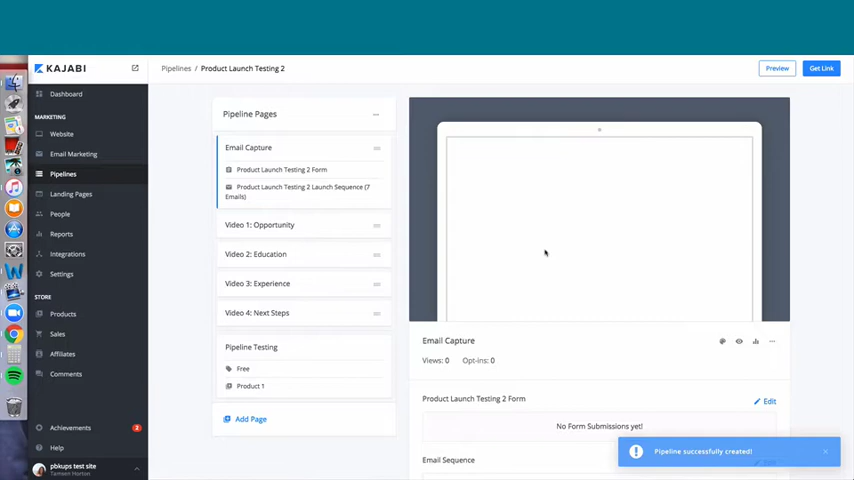 KAJABI
Pipelines / Product Launch Testing 2
Preview
Get Link
Dashboard
MARKETING
Website
Email Marketing
Pipelines
Landing Pages
People
Reports
Integrations
Settings
STORE
Products
Sales
Affiliates
Comments
Achievements
2
Help
pbkups test site
Tamsen Horton
Pipeline Pages
Email Capture
Product Launch Testing 2 Form
Product Launch Testing 2 Launch Sequence (7
Emails)
Video 1: Opportunity
Video 2: Education
Video 3: Experience
Video 4: Next Steps
Pipeline Testing
Free
Product 1
Add Page
Email Capture
Views: 0 Opt-ins: 0
Product Launch Testing 2 Form
Edit
No Form Submissions yet!
Email Sequence
Pipeline successfully created!